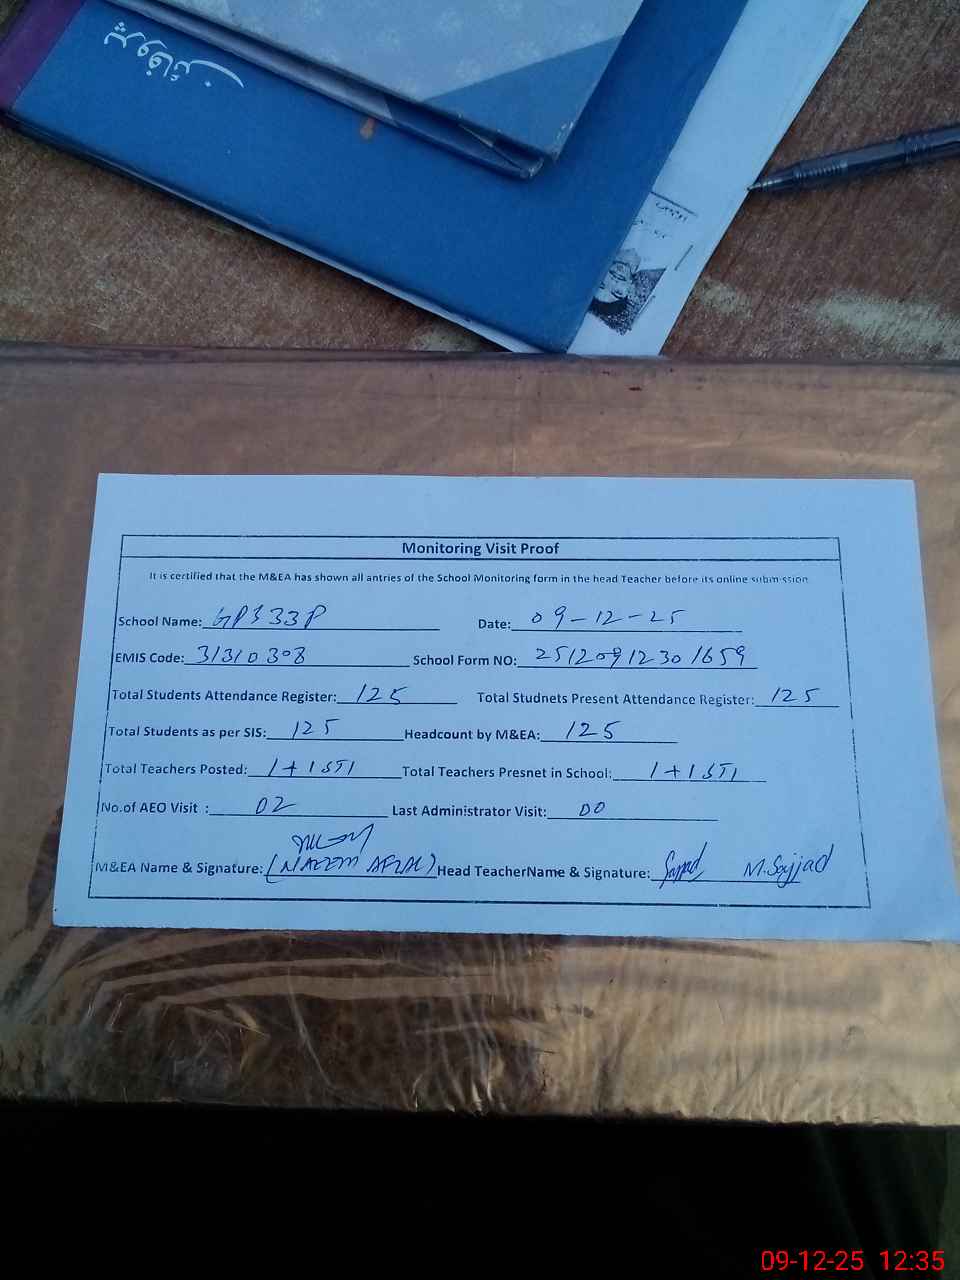 Monitoring Visit Proof
It is certified that the M&EA has shown all antries of the School Monitoring form in the head Teacher before its online submission
School Name: GPS 33P Date: 09-12-25
EMIS Code: 31310308 School Form NO: 25120912301659
Total Students Attendance Register: 125 Total Studnets Present Attendance Register: 125
Total Students as per SIS: 125 Headcount by M&EA: 125
Total Teachers Posted: 1+1 STI Total Teachers Presnet in School: 1+1 STI
No.of AEO Visit : 02 Last Administrator Visit: 00
M&EA Name & Signature: (NAEEM AFZAL) Head TeacherName & Signature: Sajjad M.Sajjad
09-12-25 12:35